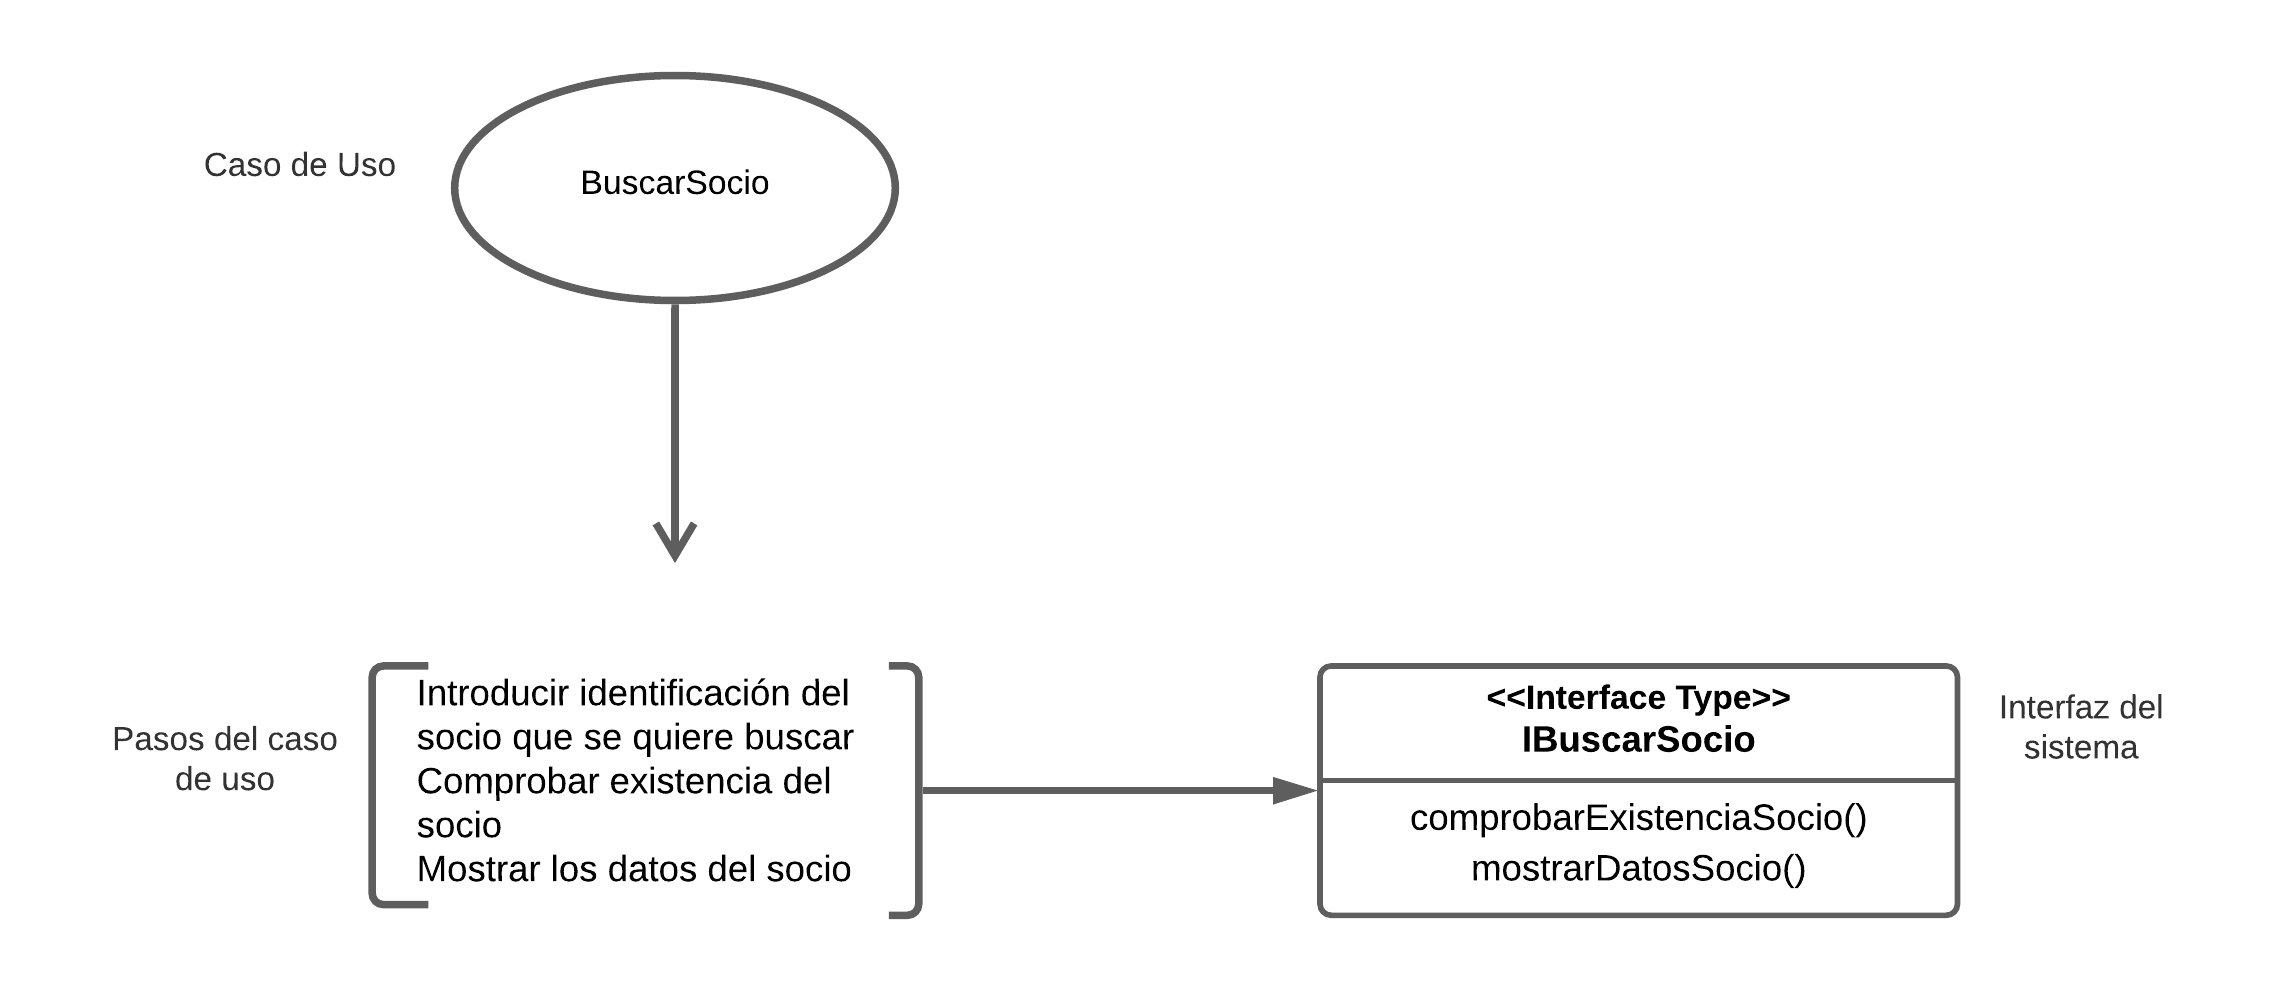 Caso de Uso
BuscarSocio
Pasos del caso
de uso
Introducir identificación del
socio que se quiere buscar
Comprobar existencia del
socio
Mostrar los datos del socio
<<Interface Type>>
IBuscarSocio
comprobarExistenciaSocio()
mostrarDatosSocio()
Interfaz del
sistema